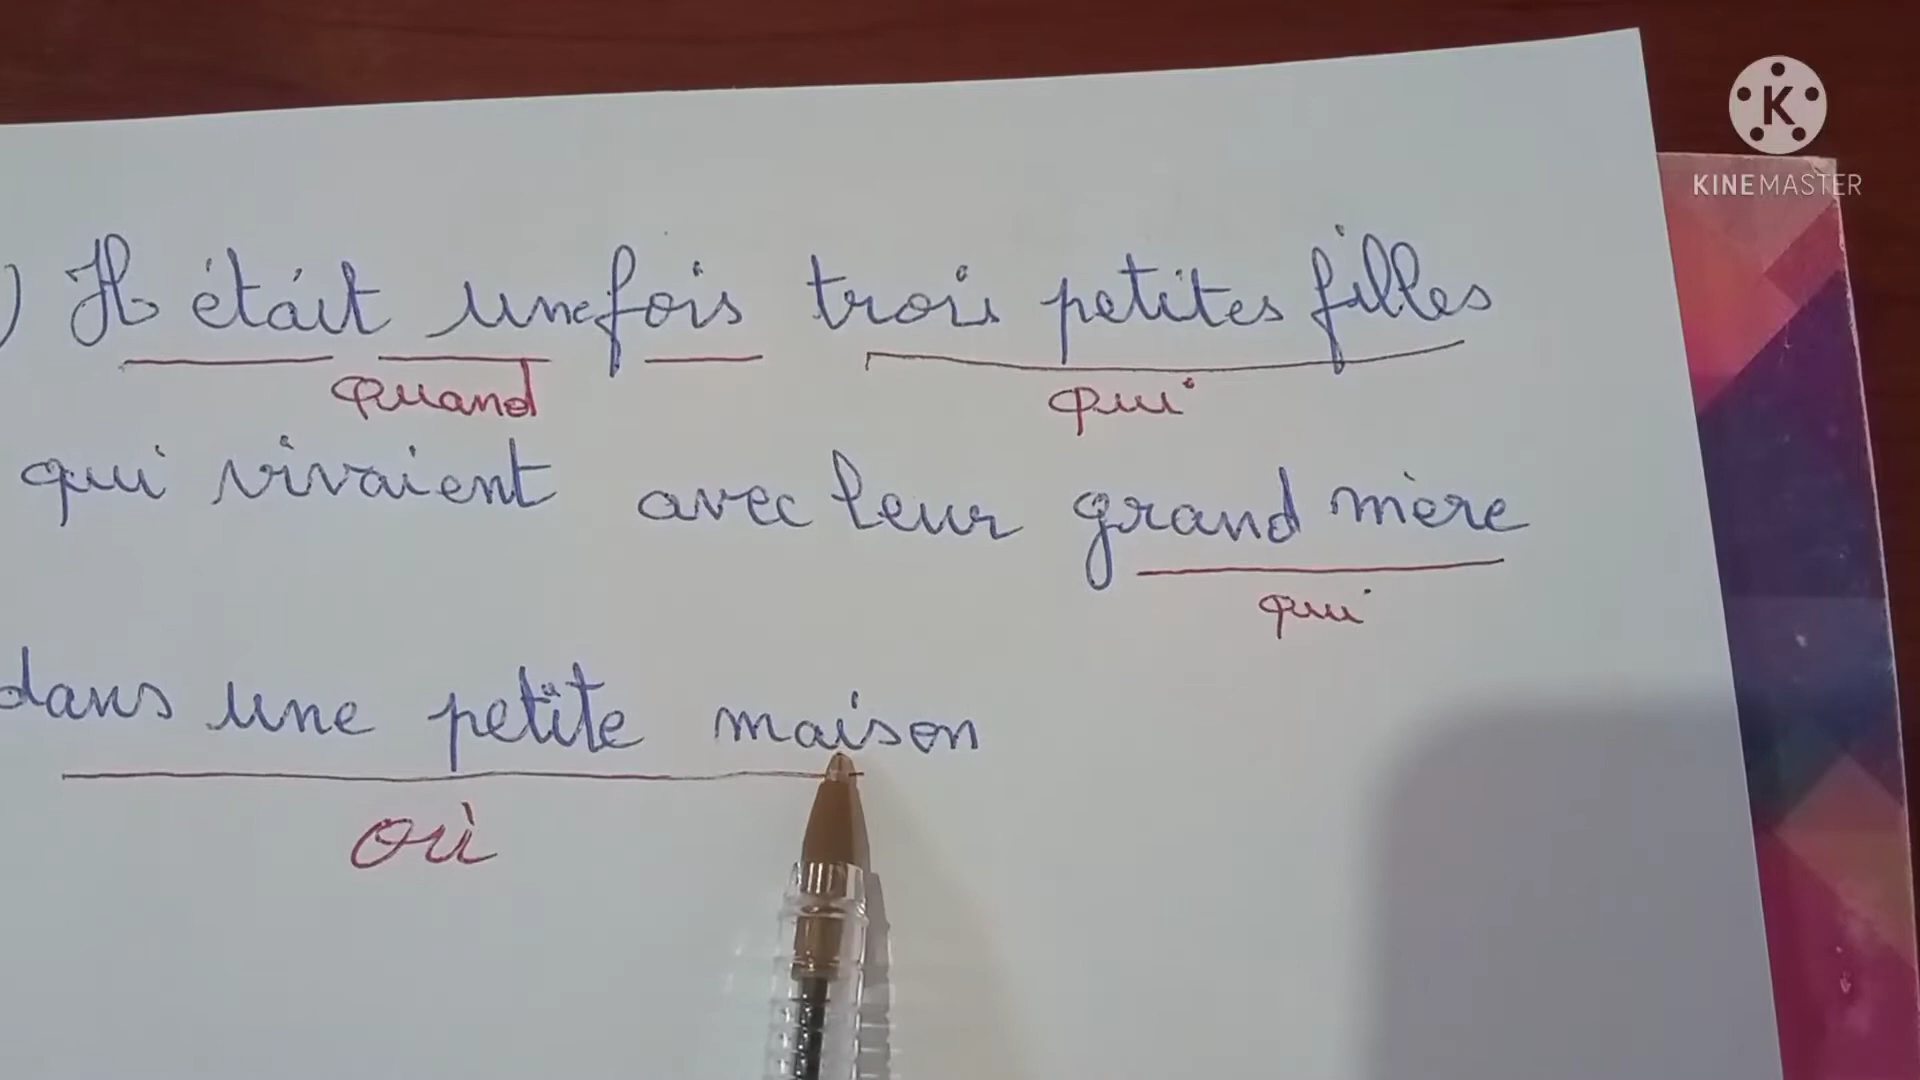 ) Il était une fois trois petites filles
quand qui
qui vivaient avec leur grand mère
qui
dans une petite maison
où
K
KINEMASTER